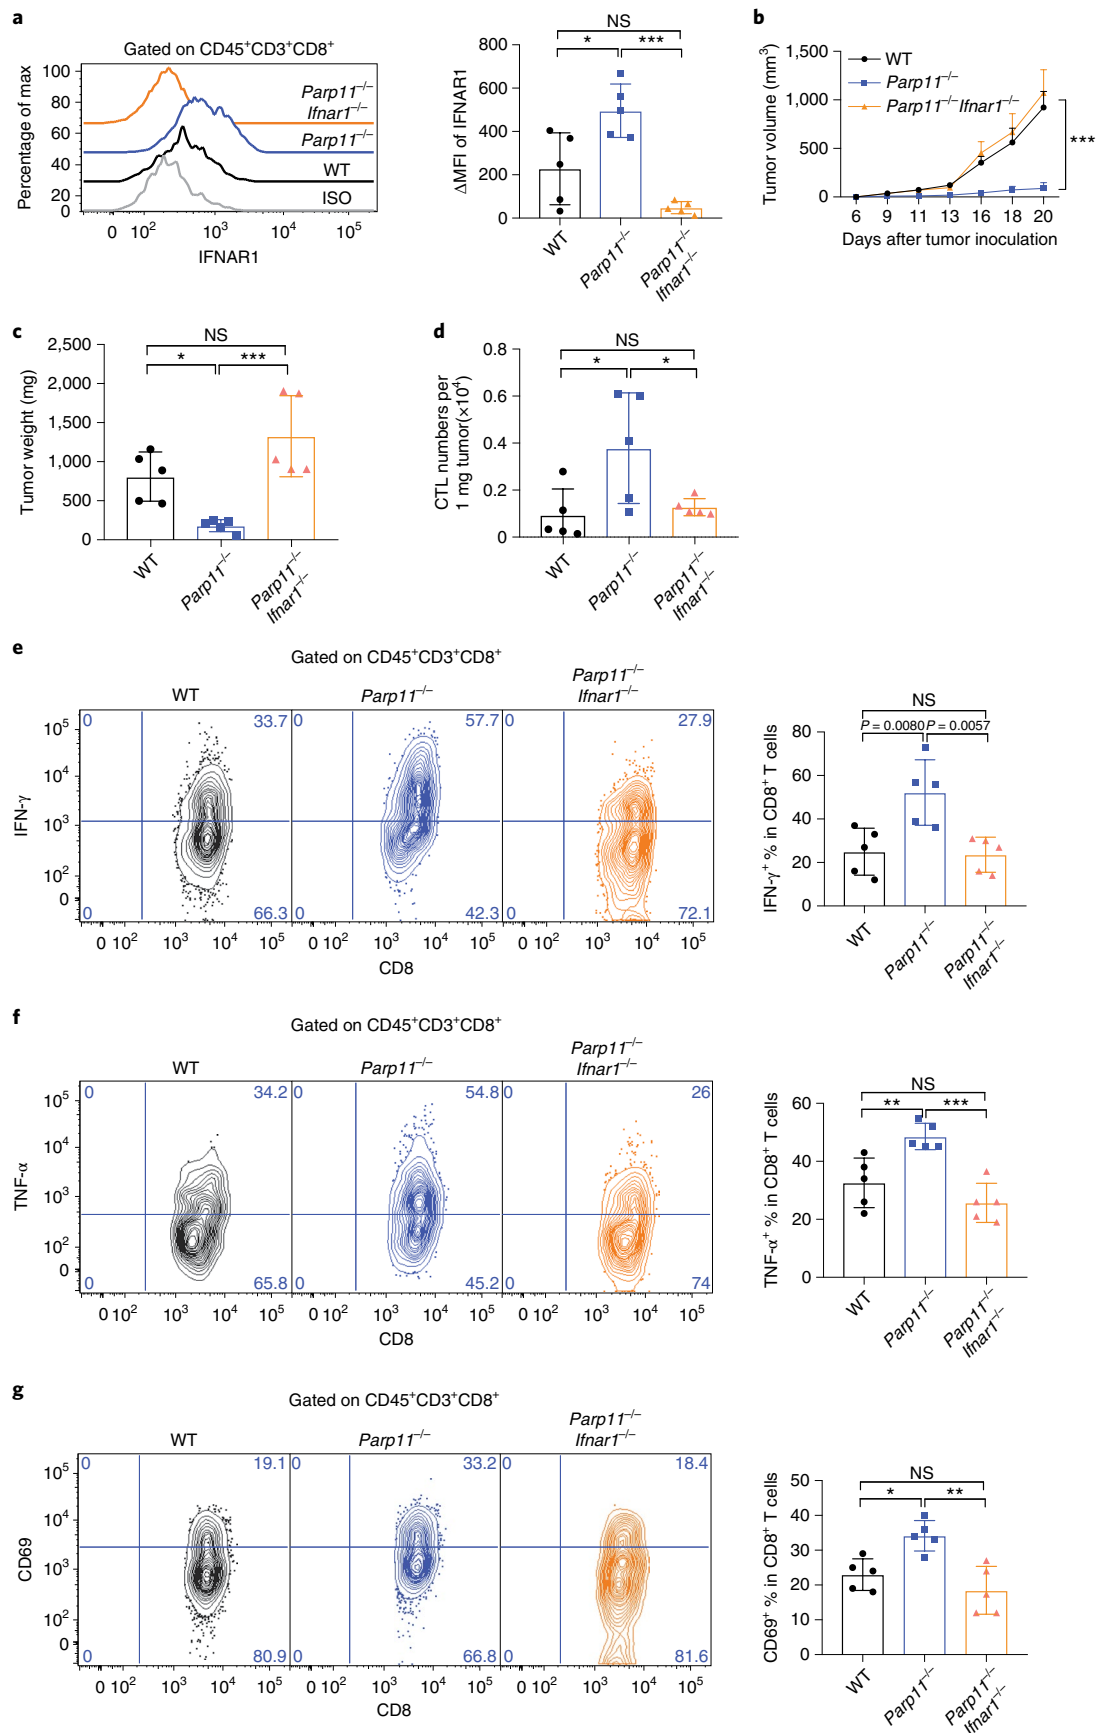 a
Gated on CD45⁺CD3⁺CD8⁺
Percentage of max
100
80
60
40
20
0
Parp11⁻/⁻
Ifnar1⁻/⁻
Parp11⁻/⁻
WT
ISO
0 10² 10³ 10⁴ 10⁵
IFNAR1
ΔMFI of IFNAR1
800
600
400
200
0
NS
* ***
WT
Parp11⁻/⁻
Parp11⁻/⁻
Ifnar1⁻/⁻
b
Tumor volume (mm³)
1,500
1,000
500
0
WT
Parp11⁻/⁻
Parp11⁻/⁻Ifnar1⁻/⁻
***
6 9 11 13 16 18 20
Days after tumor inoculation
c
Tumor weight (mg)
2,500
2,000
1,500
1,000
500
0
NS
* ***
WT
Parp11⁻/⁻
Parp11⁻/⁻
Ifnar1⁻/⁻
d
CTL numbers per
1 mg tumor(×10⁴)
0.8
0.6
0.4
0.2
0
NS
* *
WT
Parp11⁻/⁻
Parp11⁻/⁻
Ifnar1⁻/⁻
e
Gated on CD45⁺CD3⁺CD8⁺
WT
Parp11⁻/⁻
Parp11⁻/⁻
Ifnar1⁻/⁻
IFN-γ
10⁵
10⁴
10³
10²
0
0 33.7 0 57.7 0 27.9
0 66.3 0 42.3 0 72.1
0 10² 10³ 10⁴ 10⁵ 0 10² 10³ 10⁴ 10⁵ 0 10² 10³ 10⁴ 10⁵
CD8
IFN-γ⁺ % in CD8⁺ T cells
80
60
40
20
0
NS
P = 0.0080 P = 0.0057
WT
Parp11⁻/⁻
Parp11⁻/⁻
Ifnar1⁻/⁻
f
Gated on CD45⁺CD3⁺CD8⁺
WT
Parp11⁻/⁻
Parp11⁻/⁻
Ifnar1⁻/⁻
TNF-α
10⁵
10⁴
10³
10²
0
0 34.2 0 54.8 0 26
0 65.8 0 45.2 0 74
0 10² 10³ 10⁴ 10⁵ 0 10² 10³ 10⁴ 10⁵ 0 10² 10³ 10⁴ 10⁵
CD8
TNF-α⁺ % in CD8⁺ T cells
60
40
20
0
NS
** ***
WT
Parp11⁻/⁻
Parp11⁻/⁻
Ifnar1⁻/⁻
g
Gated on CD45⁺CD3⁺CD8⁺
WT
Parp11⁻/⁻
Parp11⁻/⁻
Ifnar1⁻/⁻
CD69
10⁵
10⁴
10³
10²
0
0 19.1 0 33.2 0 18.4
0 80.9 0 66.8 0 81.6
0 10² 10³ 10⁴ 10⁵ 0 10² 10³ 10⁴ 10⁵ 0 10² 10³ 10⁴ 10⁵
CD8
CD69⁺ % in CD8⁺ T cells
50
40
30
20
10
0
NS
* **
WT
Parp11⁻/⁻
Parp11⁻/⁻
Ifnar1⁻/⁻